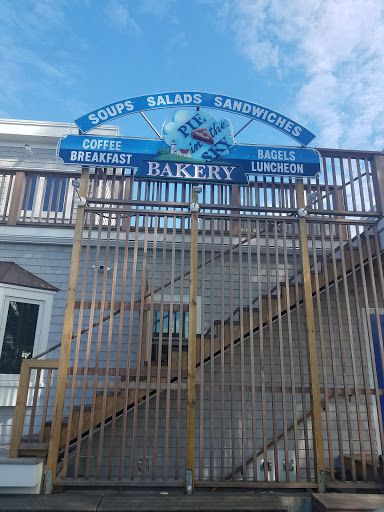 SOUPS SALADS SANDWICHES
PIE
in the
SKY
COFFEE
BREAKFAST
BAGELS
LUNCHEON
BAKERY